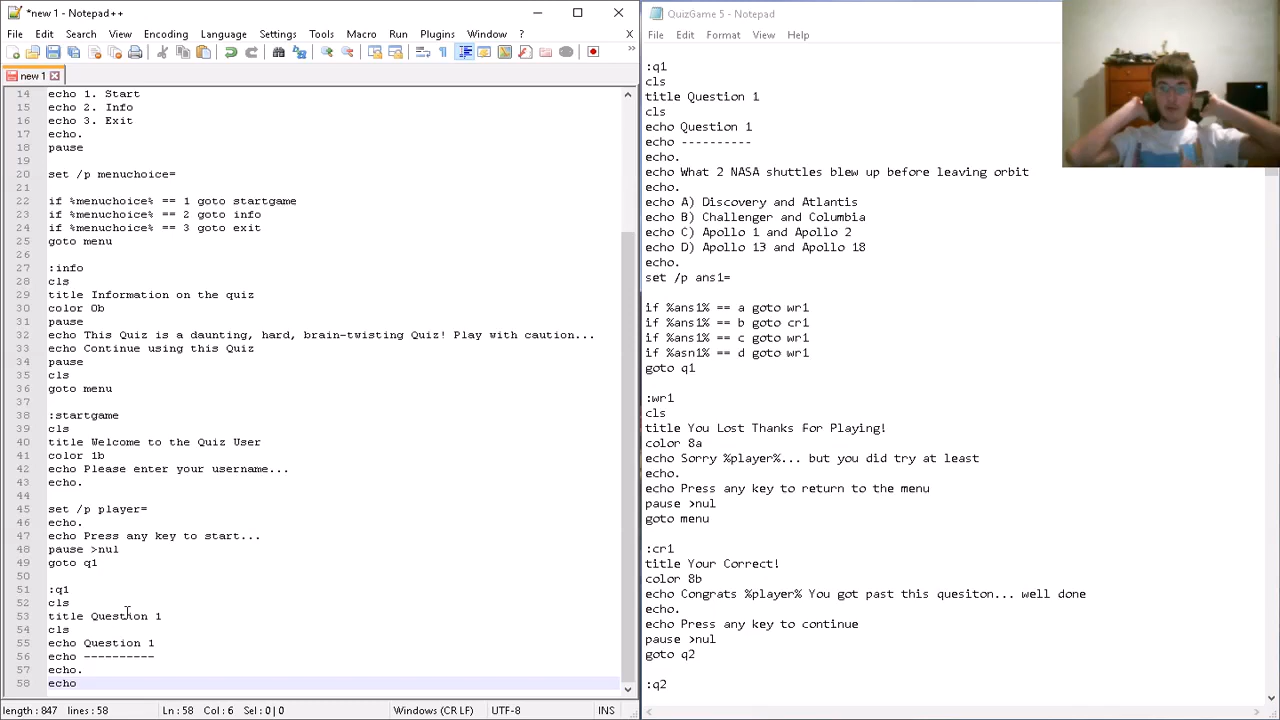 *new 1 - Notepad++
File Edit Search View Encoding Language Settings Tools Macro Run Plugins Window ?
X
new 1
14 echo 1. Start
15 echo 2. Info
16 echo 3. Exit
17 echo.
18 pause
19
20 set /p menuchoice=
21
22 if %menuchoice% == 1 goto startgame
23 if %menuchoice% == 2 goto info
24 if %menuchoice% == 3 goto exit
25 goto menu
26
27 :info
28 cls
29 title Information on the quiz
30 color 0b
31 pause
32 echo This Quiz is a daunting, hard, brain-twisting Quiz! Play with caution...
33 echo Continue using this Quiz
34 pause
35 cls
36 goto menu
37
38 :startgame
39 cls
40 title Welcome to the Quiz User
41 color 1b
42 echo Please enter your username...
43 echo.
44
45 set /p player=
46 echo.
47 echo Press any key to start...
48 pause >nul
49 goto q1
50
51 :q1
52 cls
53 title Question 1
54 cls
55 echo Question 1
56 echo ----------
57 echo.
58 echo
length : 847 lines : 58 Ln : 58 Col : 6 Sel : 0 | 0 Windows (CR LF) UTF-8 INS
QuizGame 5 - Notepad
File Edit Format View Help
:q1
cls
title Question 1
cls
echo Question 1
echo ----------
echo.
echo What 2 NASA shuttles blew up before leaving orbit
echo.
echo A) Discovery and Atlantis
echo B) Challenger and Columbia
echo C) Apollo 1 and Apollo 2
echo D) Apollo 13 and Apollo 18
echo.
set /p ans1=
if %ans1% == a goto wr1
if %ans1% == b goto cr1
if %ans1% == c goto wr1
if %asn1% == d goto wr1
goto q1
:wr1
cls
title You Lost Thanks For Playing!
color 8a
echo Sorry %player%... but you did try at least
echo.
echo Press any key to return to the menu
pause >nul
goto menu
:cr1
title Your Correct!
color 8b
echo Congrats %player% You got past this quesiton... well done
echo.
echo Press any key to continue
pause >nul
goto q2
:q2